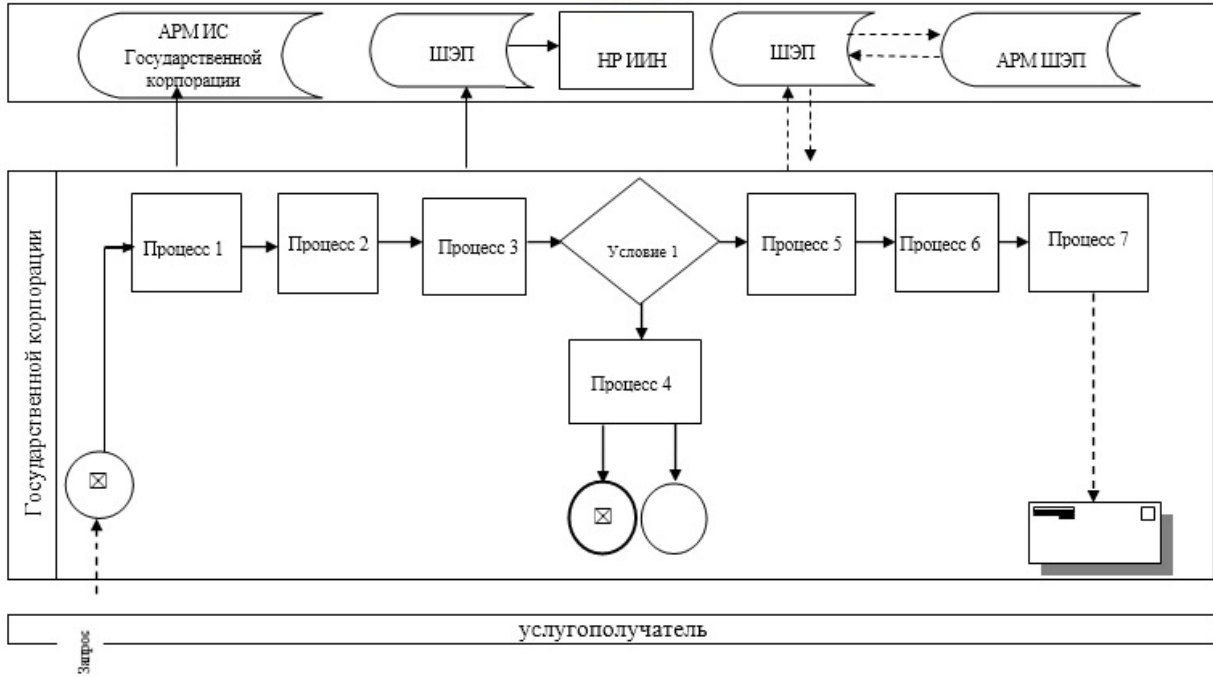 АРМ ИС
Государственной
корпорации
ШЭП
НР ИИН
ШЭП
АРМ ШЭП
Государственной корпорации
Процесс 1
Процесс 2
Процесс 3
Условие 1
Процесс 5
Процесс 6
Процесс 7
Процесс 4
услугополучатель
Запрос